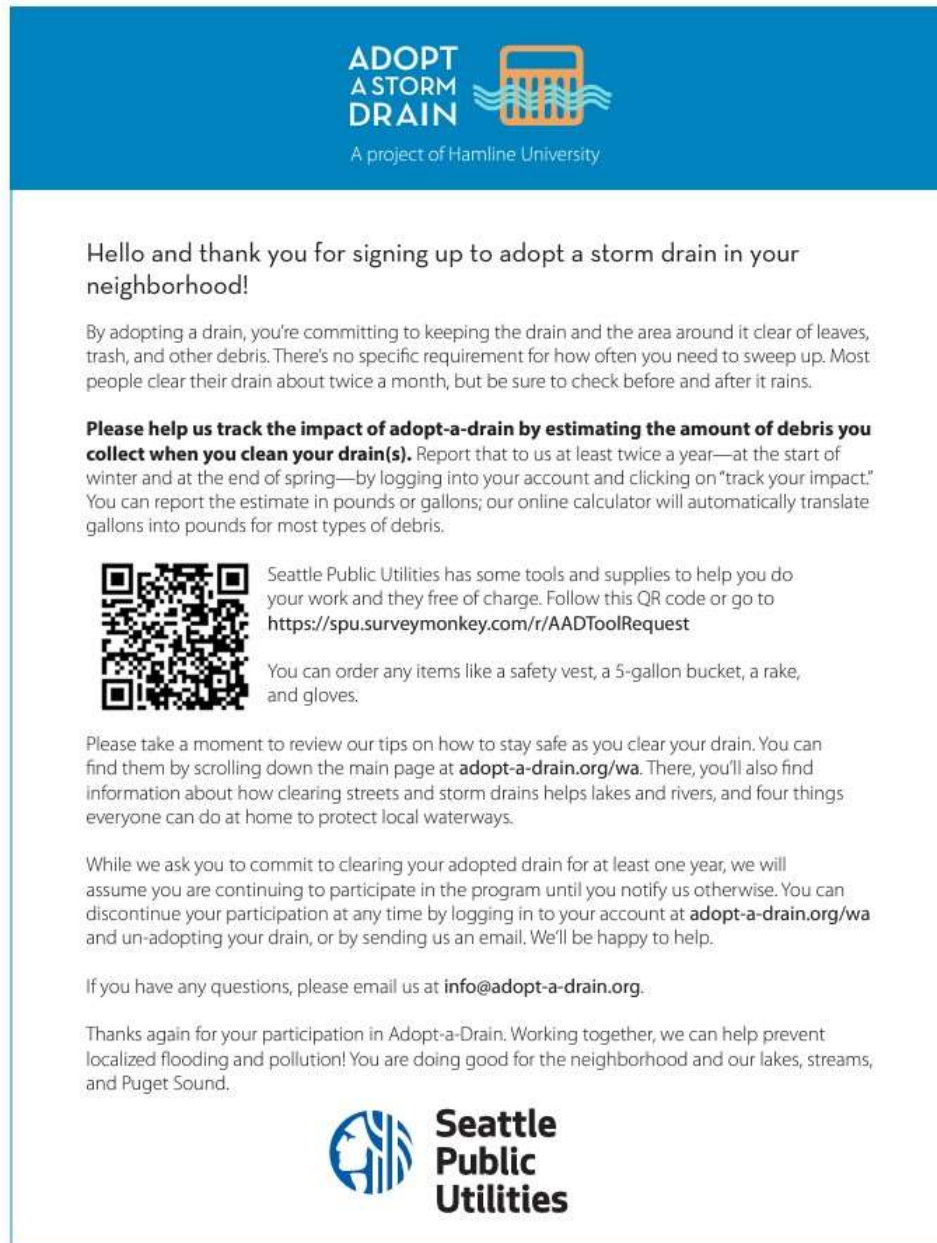 ADOPT
A STORM
DRAIN
A project of Hamline University
Hello and thank you for signing up to adopt a storm drain in your
neighborhood!
By adopting a drain, you're committing to keeping the drain and the area around it clear of leaves,
trash, and other debris. There's no specific requirement for how often you need to sweep up. Most
people clear their drain about twice a month, but be sure to check before and after it rains.
Please help us track the impact of adopt-a-drain by estimating the amount of debris you
collect when you clean your drain(s). Report that to us at least twice a year—at the start of
winter and at the end of spring—by logging into your account and clicking on "track your impact."
You can report the estimate in pounds or gallons; our online calculator will automatically translate
gallons into pounds for most types of debris.
Seattle Public Utilities has some tools and supplies to help you do
your work and they free of charge. Follow this QR code or go to
https://spu.surveymonkey.com/r/AADToolRequest
You can order any items like a safety vest, a 5-gallon bucket, a rake,
and gloves.
Please take a moment to review our tips on how to stay safe as you clear your drain. You can
find them by scrolling down the main page at adopt-a-drain.org/wa. There, you'll also find
information about how clearing streets and storm drains helps lakes and rivers, and four things
everyone can do at home to protect local waterways.
While we ask you to commit to clearing your adopted drain for at least one year, we will
assume you are continuing to participate in the program until you notify us otherwise. You can
discontinue your participation at any time by logging in to your account at adopt-a-drain.org/wa
and un-adopting your drain, or by sending us an email. We'll be happy to help.
If you have any questions, please email us at info@adopt-a-drain.org.
Thanks again for your participation in Adopt-a-Drain. Working together, we can help prevent
localized flooding and pollution! You are doing good for the neighborhood and our lakes, streams,
and Puget Sound.
Seattle
Public
Utilities